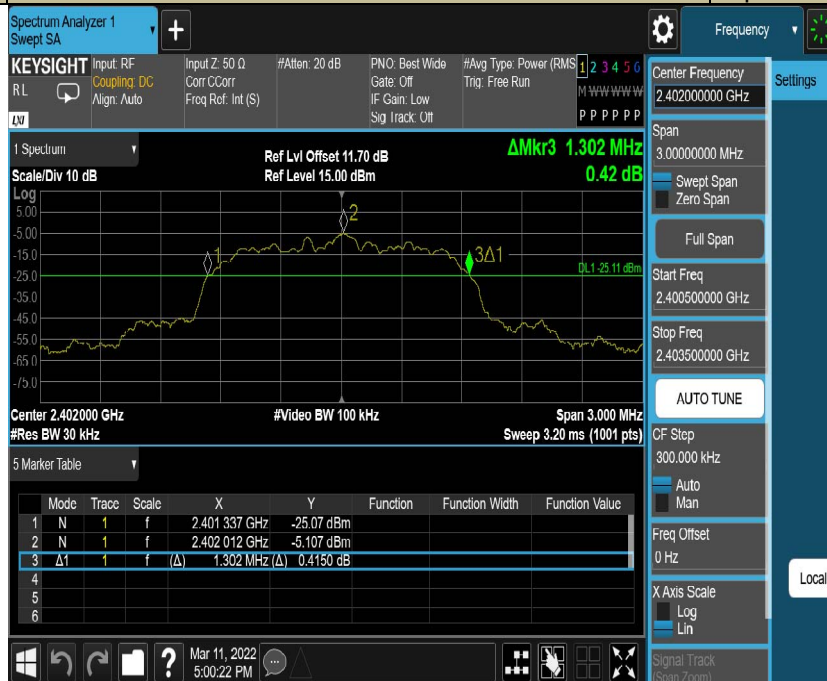 Spectrum Analyzer 1
Swept SA
+
Frequency
KEYSIGHT Input: RF Input Z: 50 Ω #Atten: 20 dB PNO: Best Wide #Avg Type: Power (RMS 1 2 3 4 5 6
RL Coupling: DC Corr CCorr Gate: Off Trig: Free Run M W W W W W
Align: Auto Freq Ref: Int (S) IF Gain: Low
LXI Sig Track: Off P P P P P P
Center Frequency
2.402000000 GHz
Settings
Span
3.00000000 MHz
Swept Span
Zero Span
Full Span
Start Freq
2.400500000 GHz
Stop Freq
2.403500000 GHz
AUTO TUNE
CF Step
300.000 kHz
Auto
Man
Freq Offset
0 Hz
Local
X Axis Scale
Log
Lin
Signal Track
(Span Zoom)
1 Spectrum
Ref Lvl Offset 11.70 dB ΔMkr3 1.302 MHz
Scale/Div 10 dB Ref Level 15.00 dBm 0.42 dB
Log
5.00
-5.00
-15.0
-25.0
-35.0
-45.0
-55.0
-65.0
-75.0
1
2
3Δ1
DL1 -25.11 dBm
Center 2.402000 GHz #Video BW 100 kHz Span 3.000 MHz
#Res BW 30 kHz Sweep 3.20 ms (1001 pts)
5 Marker Table
Mode Trace Scale X Y Function Function Width Function Value
1 N 1 f 2.401 337 GHz -25.07 dBm
2 N 1 f 2.402 012 GHz -5.107 dBm
3 Δ1 1 f (Δ) 1.302 MHz (Δ) 0.4150 dB
4
5
6
?
Mar 11, 2022
5:00:22 PM